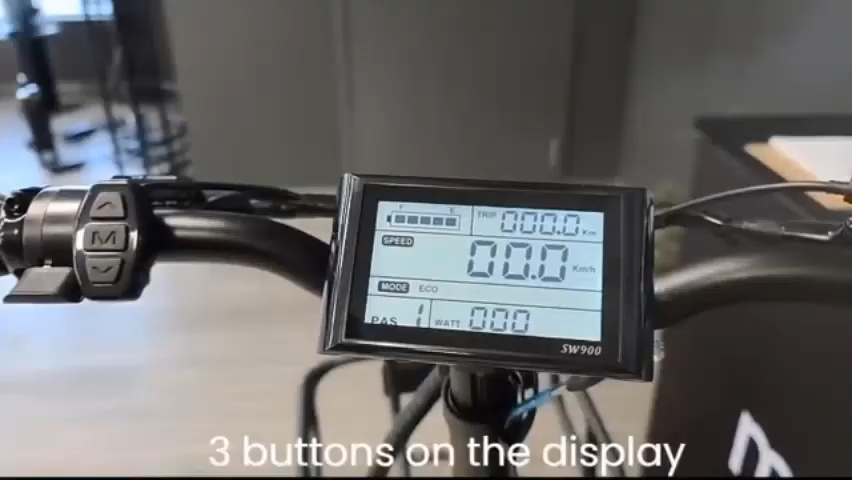 F E
TRIP 000.0 Km
SPEED
00.0 Km/h
M
MODE ECO
PAS 1 WATT 000
SW900
3 buttons on the display